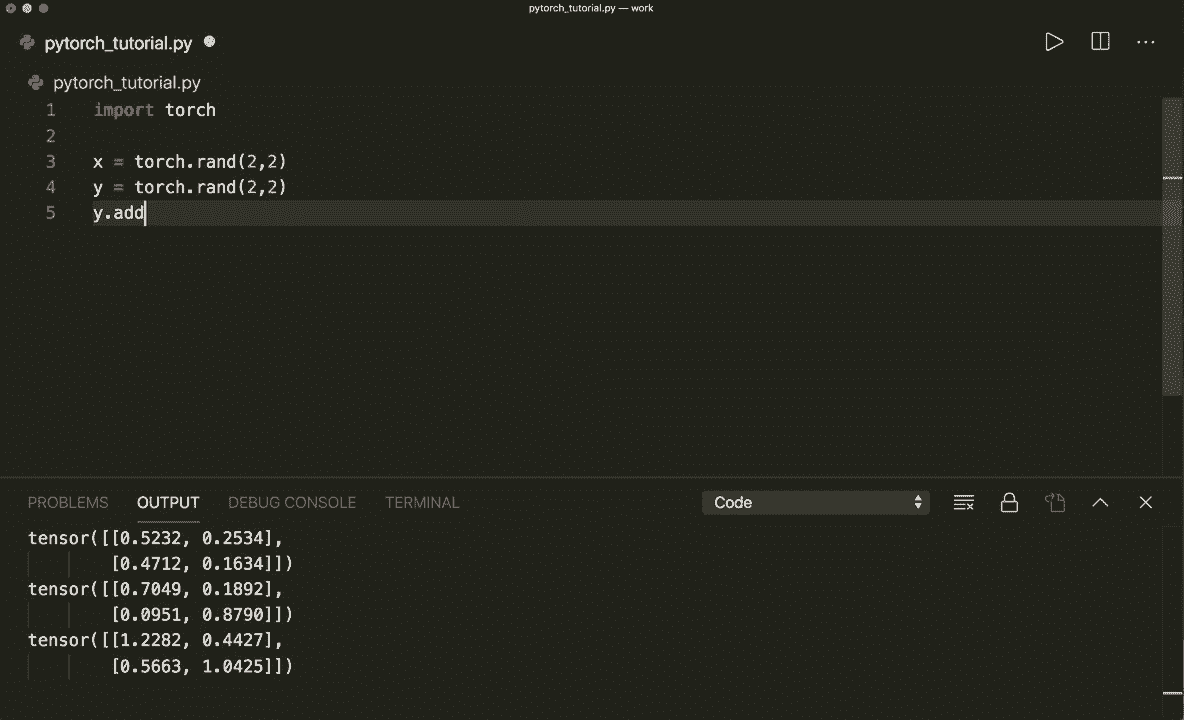 pytorch_tutorial.py — work
pytorch_tutorial.py
pytorch_tutorial.py
1 import torch
2
3 x = torch.rand(2,2)
4 y = torch.rand(2,2)
5 y.add
PROBLEMS OUTPUT DEBUG CONSOLE TERMINAL Code
tensor([[0.5232, 0.2534],
[0.4712, 0.1634]])
tensor([[0.7049, 0.1892],
[0.0951, 0.8790]])
tensor([[1.2282, 0.4427],
[0.5663, 1.0425]])